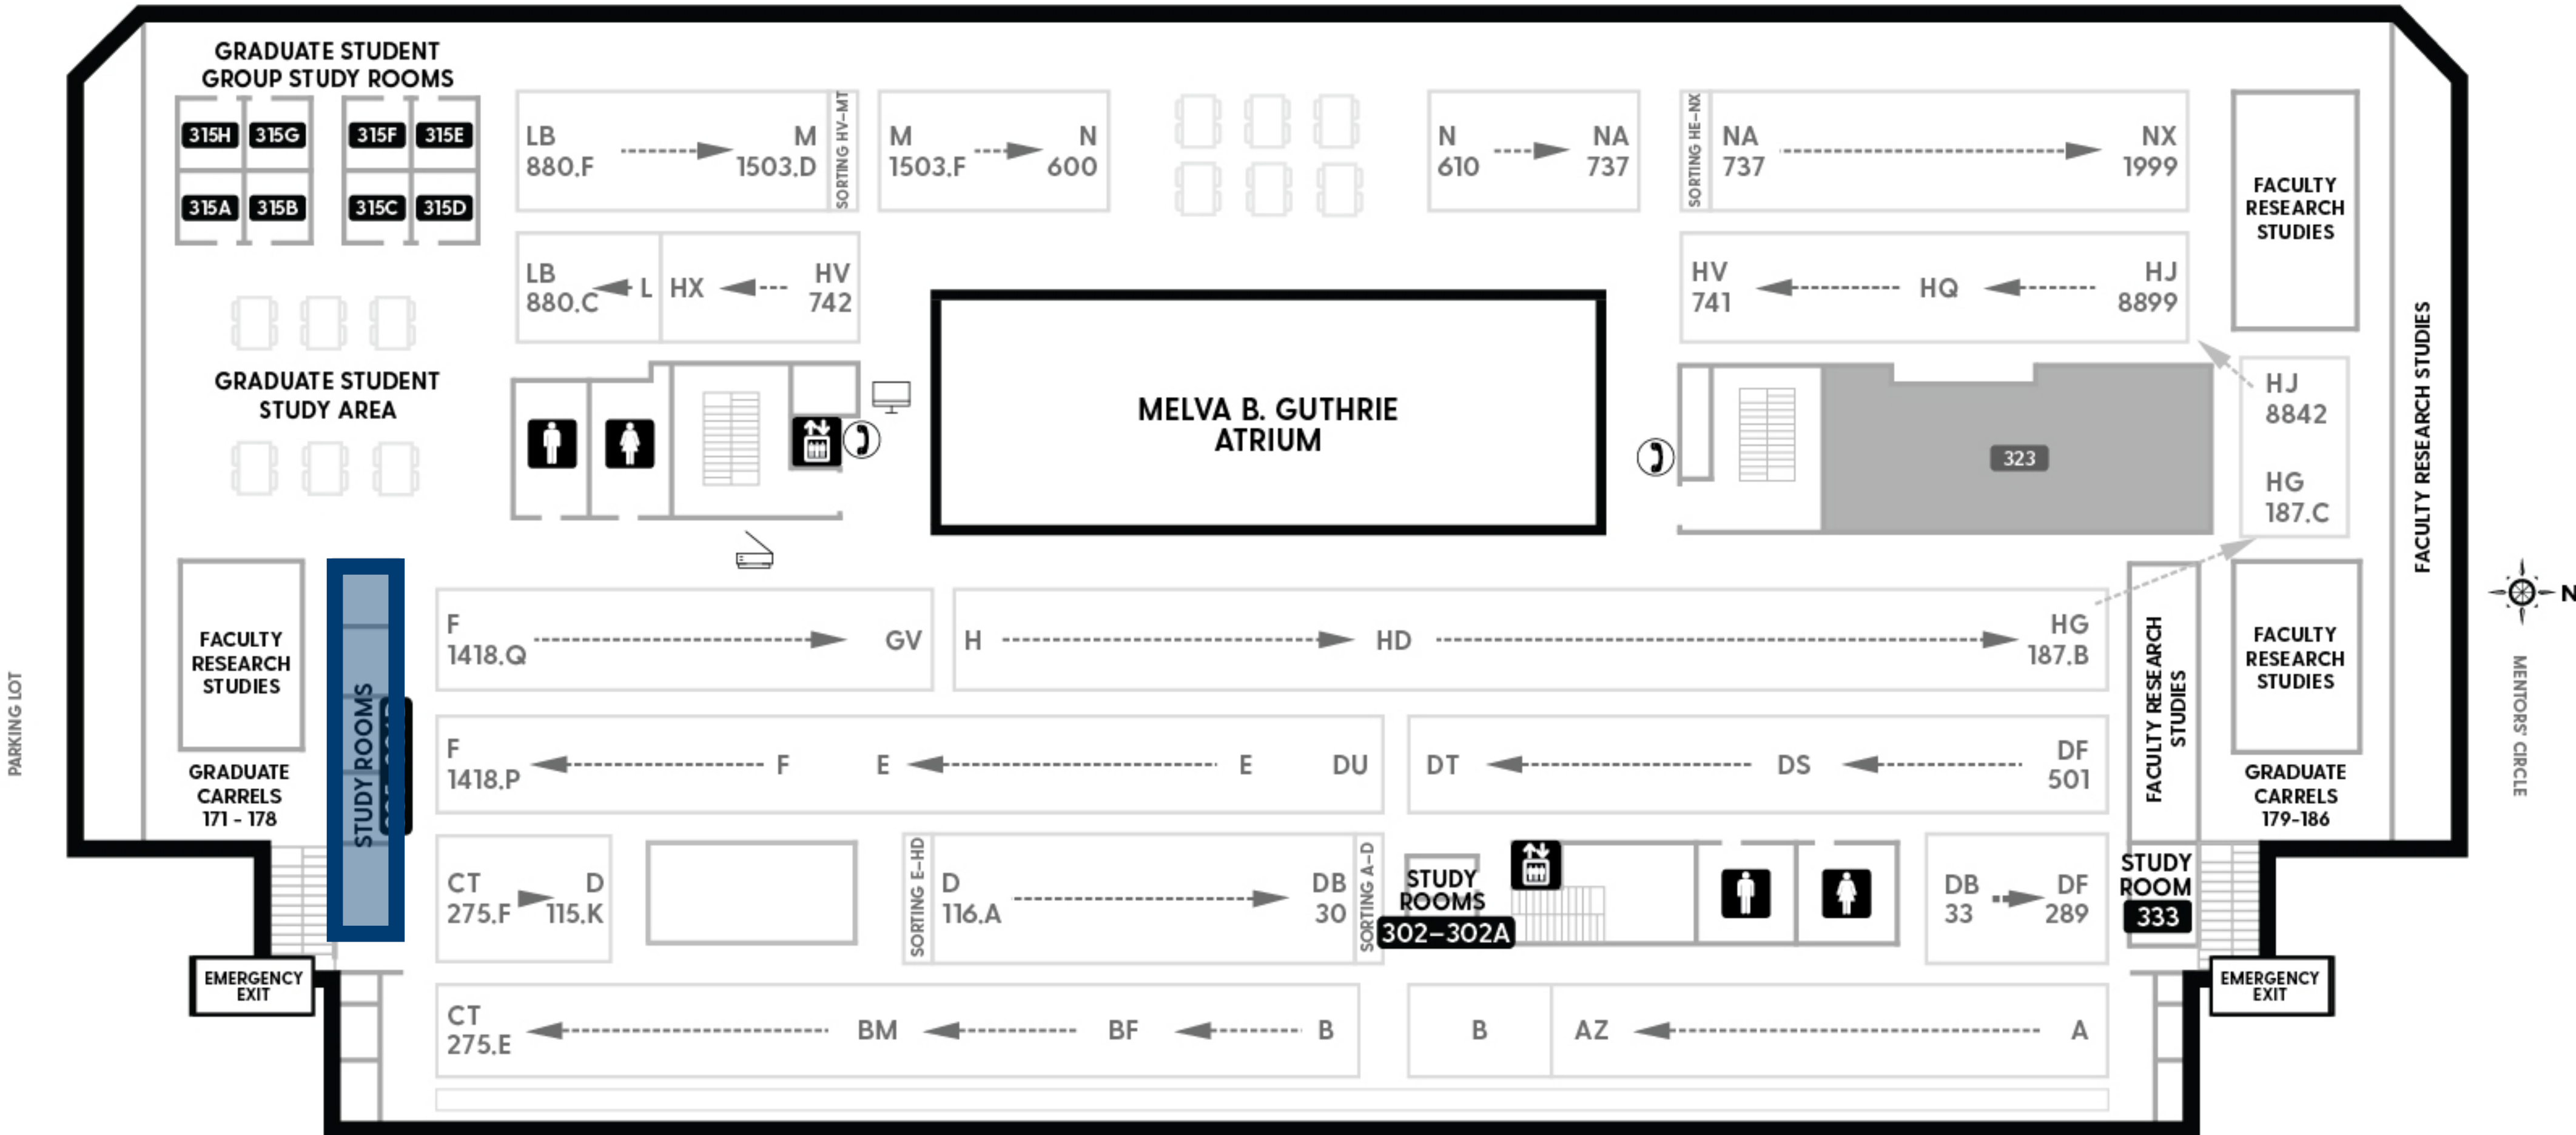 GRADUATE STUDENT
GROUP STUDY ROOMS
315H
315G
315F
315E
315A
315B
315C
315D
LB
880.F
M
1503.D
SORTING HV–MT
M
1503.F
N
600
N
610
NA
737
SORTING HE–NX
NA
737
NX
1999
FACULTY
RESEARCH
STUDIES
LB
880.C
L
HX
HV
742
HV
741
HQ
HJ
8899
GRADUATE STUDENT
STUDY AREA
MELVA B. GUTHRIE
ATRIUM
323
HJ
8842
HG
187.C
FACULTY RESEARCH STUDIES
N
MENTORS' CIRCLE
PARKING LOT
FACULTY
RESEARCH
STUDIES
GRADUATE
CARRELS
171 - 178
STUDY ROOMS
F
1418.Q
GV
H
HD
HG
187.B
FACULTY RESEARCH
STUDIES
FACULTY
RESEARCH
STUDIES
GRADUATE
CARRELS
179-186
F
1418.P
F
E
E
DU
DT
DS
DF
501
CT
275.F
D
115.K
SORTING E–HD
D
116.A
DB
30
SORTING A–D
STUDY
ROOMS
302–302A
DB
33
DF
289
STUDY
ROOM
333
EMERGENCY
EXIT
EMERGENCY
EXIT
CT
275.E
BM
BF
B
B
AZ
A